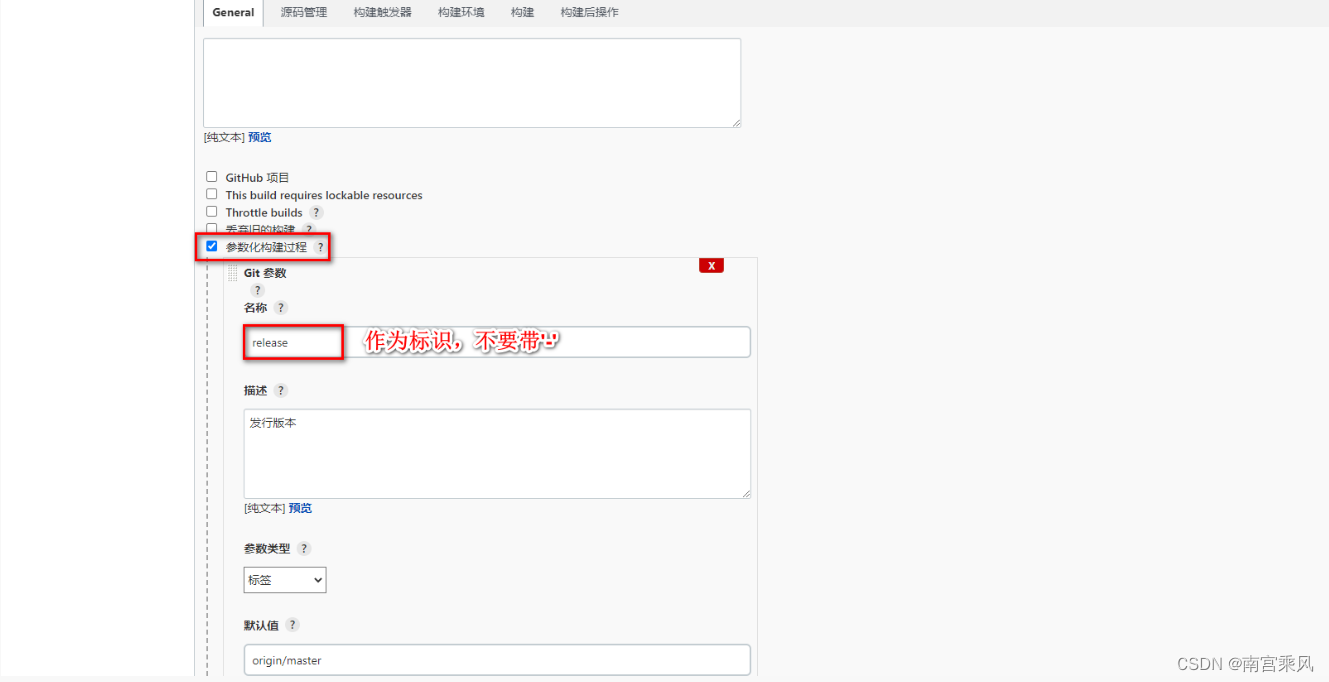 General 源码管理 构建触发器 构建环境 构建 构建后操作
[纯文本] 预览
GitHub 项目
This build requires lockable resources
Throttle builds ?
丢弃旧的构建 ?
参数化构建过程 ?
X
Git 参数
?
名称 ?
release 作为标识，不要带'-'
描述 ?
发行版本
[纯文本] 预览
参数类型 ?
标签
默认值 ?
origin/master
CSDN @南宫乘风